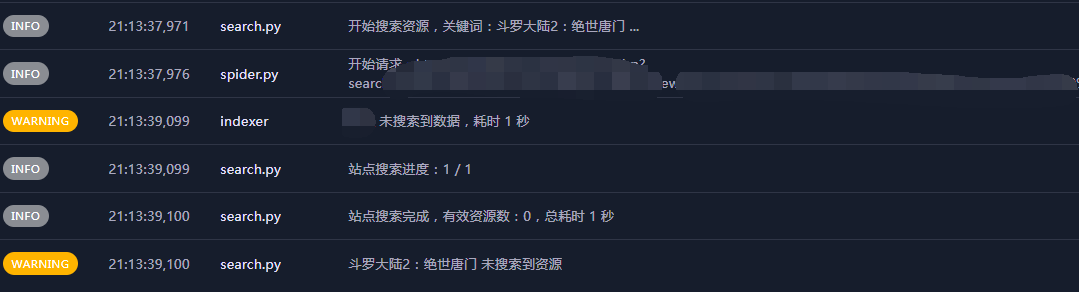 INFO 21:13:37,971 search.py 开始搜索资源，关键词：斗罗大陆2：绝世唐门 ...
INFO 21:13:37,976 spider.py 开始请求
searc
WARNING 21:13:39,099 indexer 未搜索到数据，耗时 1 秒
INFO 21:13:39,099 search.py 站点搜索进度：1 / 1
INFO 21:13:39,100 search.py 站点搜索完成，有效资源数：0，总耗时 1 秒
WARNING 21:13:39,100 search.py 斗罗大陆2：绝世唐门 未搜索到资源